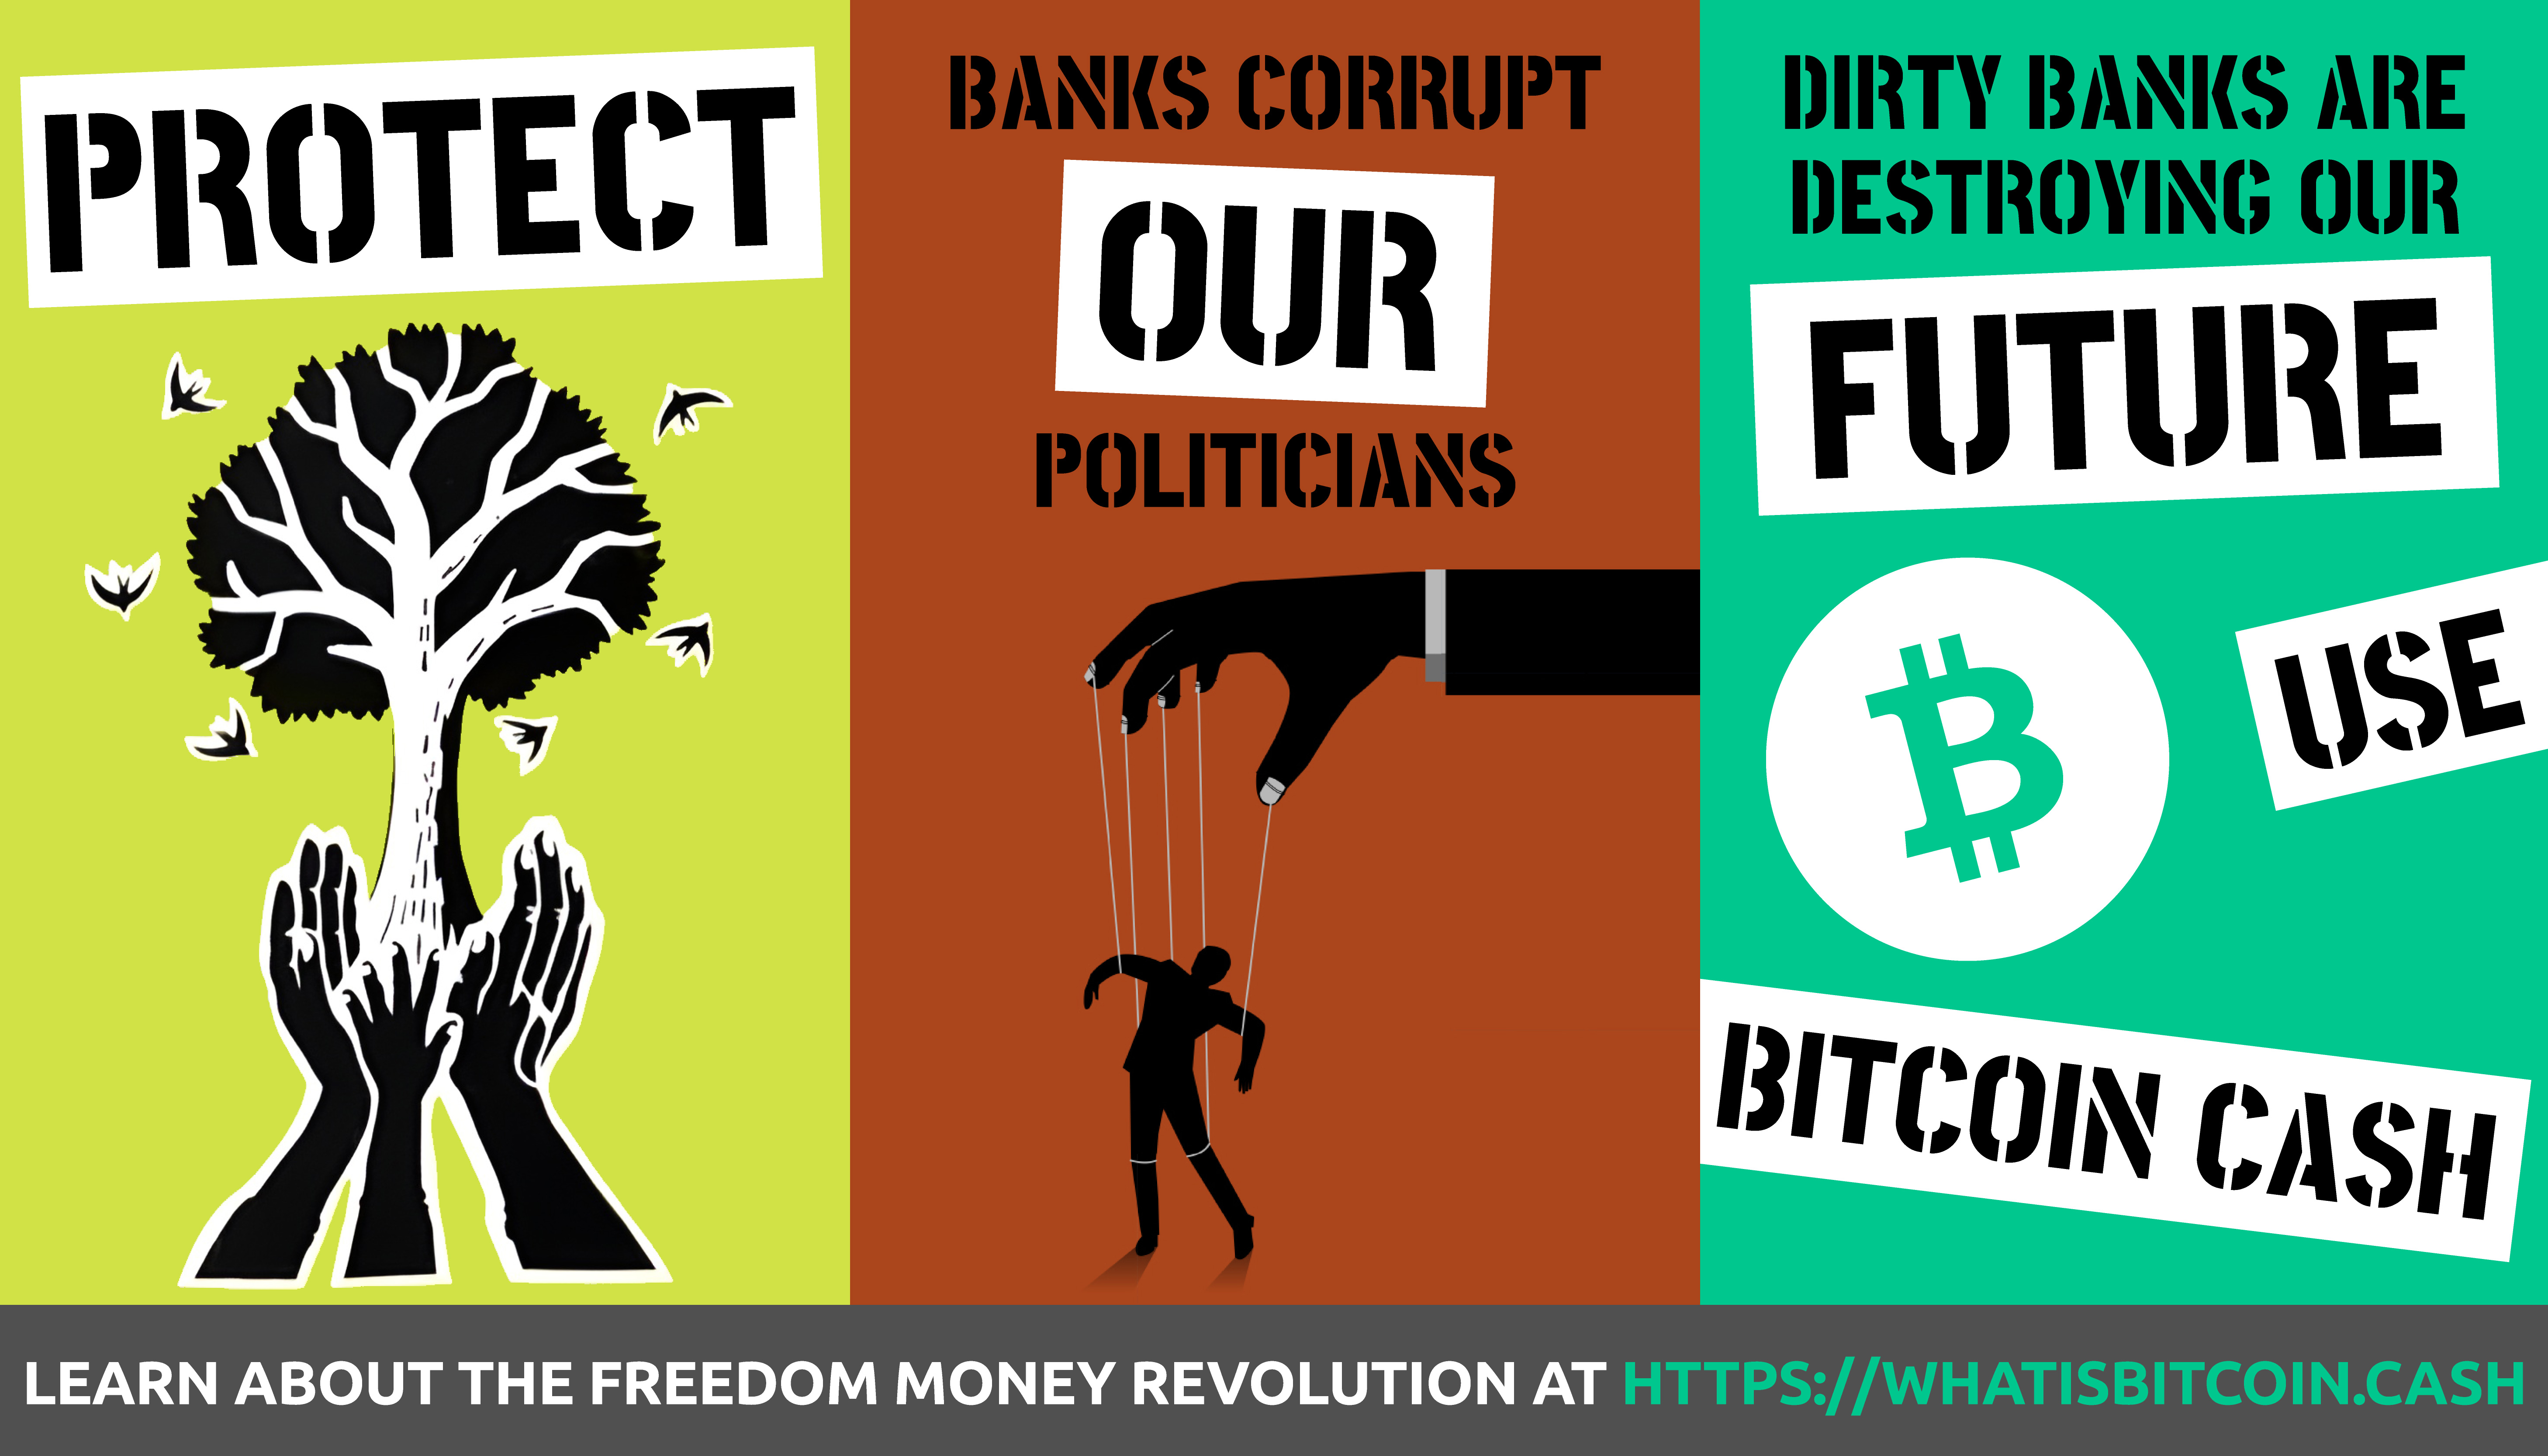 PROTECT
BANKS CORRUPT
OUR
POLITICIANS
DIRTY BANKS ARE
DESTROYING OUR
FUTURE
USE
BITCOIN CASH
LEARN ABOUT THE FREEDOM MONEY REVOLUTION AT HTTPS://WHATISBITCOIN.CASH